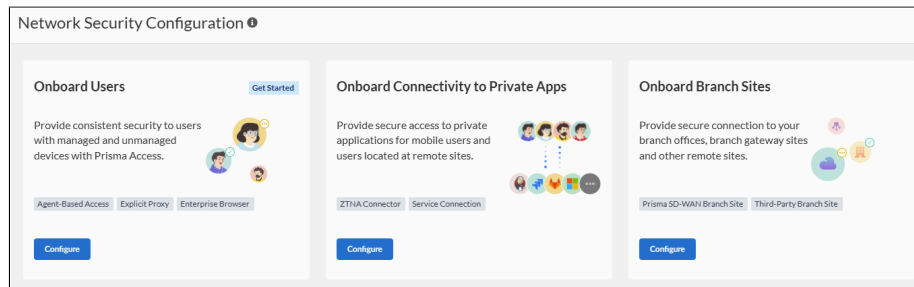 Network Security Configuration
Onboard Users
Get Started
Provide consistent security to users
with managed and unmanaged
devices with Prisma Access.
Agent-Based Access
Explicit Proxy
Enterprise Browser
Configure
Onboard Connectivity to Private Apps
Provide secure access to private
applications for mobile users and
users located at remote sites.
ZTNA Connector
Service Connection
Configure
Onboard Branch Sites
Provide secure connection to your
branch offices, branch gateway sites
and other remote sites.
Prisma SD-WAN Branch Site
Third-Party Branch Site
Configure